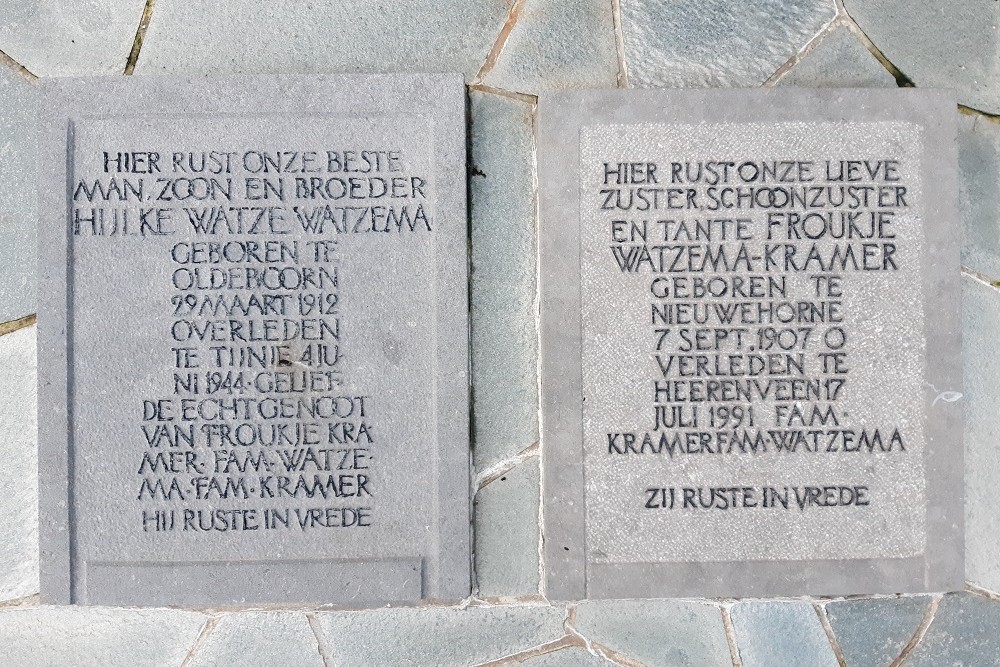 HIER RUST ONZE BESTE
MAN, ZOON EN BROEDER
HIJLKE WATZE WATZEMA
GEBOREN TE
OLDEBOORN
29 MAART 1912
OVERLEDEN
TE TIJNJE 4 JU-
NI 1944. GELIEF-
DE ECHTGENOOT
VAN FROUKJE KRA
MER. FAM. WATZE-
MA. FAM. KRAMER
HIJ RUSTE IN VREDE
HIER RUST ONZE LIEVE
ZUSTER, SCHOONZUSTER
EN TANTE FROUKJE
WATZEMA-KRAMER
GEBOREN TE
NIEUWEHORNE
7 SEPT. 1907 O
VERLEDEN TE
HEERENVEEN 17
JULI 1991 FAM.
KRAMER FAM. WATZEMA
ZIJ RUSTE IN VREDE